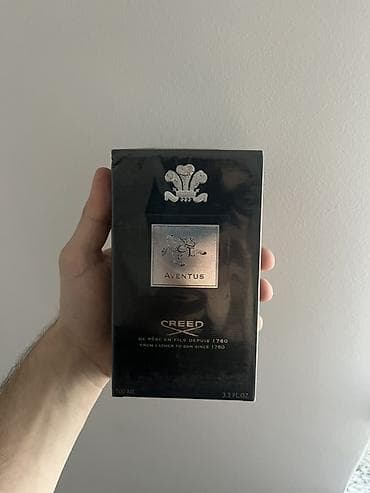 AVENTUS
CREED
DE PÈRE EN FILS DEPUIS 1760
FROM FATHER TO SON SINCE 1760
100 ML 3.3 FL.OZ